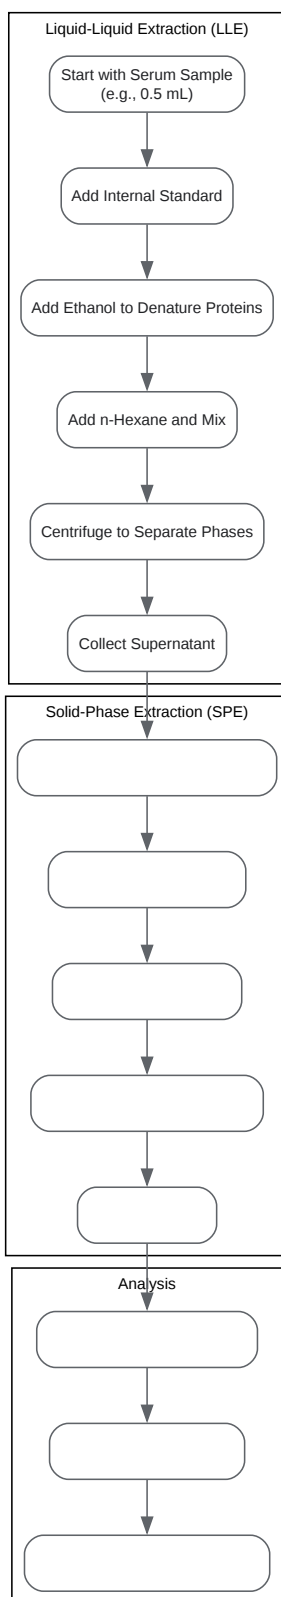 Liquid-Liquid Extraction (LLE)
Start with Serum Sample
(e.g., 0.5 mL)
Add Internal Standard
Add Ethanol to Denature Proteins
Add n-Hexane and Mix
Centrifuge to Separate Phases
Collect Supernatant
Solid-Phase Extraction (SPE)
Analysis